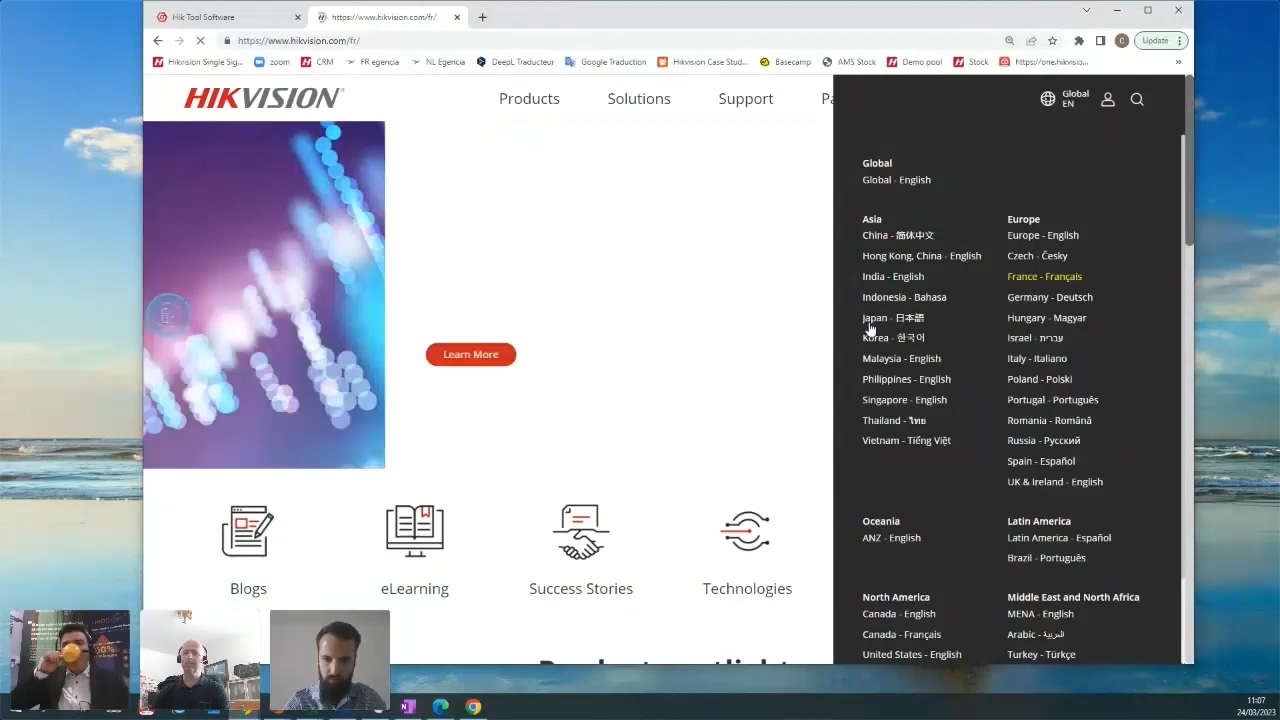 Hik Tool Software
https://www.hikvision.com/fr/
https://www.hikvision.com/fr/
Update
Hikvision Single Sig...
zoom
CRM
FR egencia
NL Egencia
DeepL Traducteur
Google Traduction
Hikvision Case Stud...
Basecamp
AMS Stock
Demo pool
Stock
https://one.hikvisio...
HIKVISION
Products
Solutions
Support
Pa
Global
EN
Global
Global - English
Asia
China - 简体中文
Hong Kong, China - English
India - English
Indonesia - Bahasa
Japan - 日本語
Korea - 한국어
Malaysia - English
Philippines - English
Singapore - English
Thailand - ไทย
Vietnam - Tiếng Việt
Europe
Europe - English
Czech - Česky
France - Français
Germany - Deutsch
Hungary - Magyar
Israel - עברית
Italy - Italiano
Poland - Polski
Portugal - Português
Romania - Română
Russia - Русский
Spain - Español
UK & Ireland - English
Oceania
ANZ - English
Latin America
Latin America - Español
Brazil - Português
North America
Canada - English
Canada - Français
United States - English
Middle East and North Africa
MENA - English
Arabic - العربية
Turkey - Türkçe
Learn More
Blogs
eLearning
Success Stories
Technologies
50%
11:07
24/03/2023